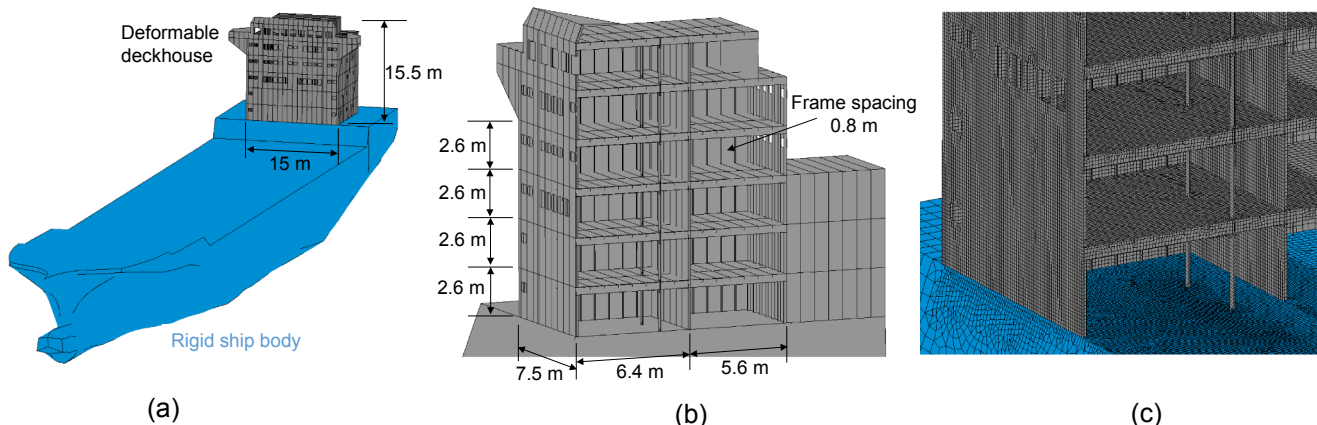 Deformable
deckhouse
15.5 m
15 m
Rigid ship body
(a)
Frame spacing
0.8 m
2.6 m
2.6 m
2.6 m
2.6 m
7.5 m
6.4 m
5.6 m
(b)
(c)